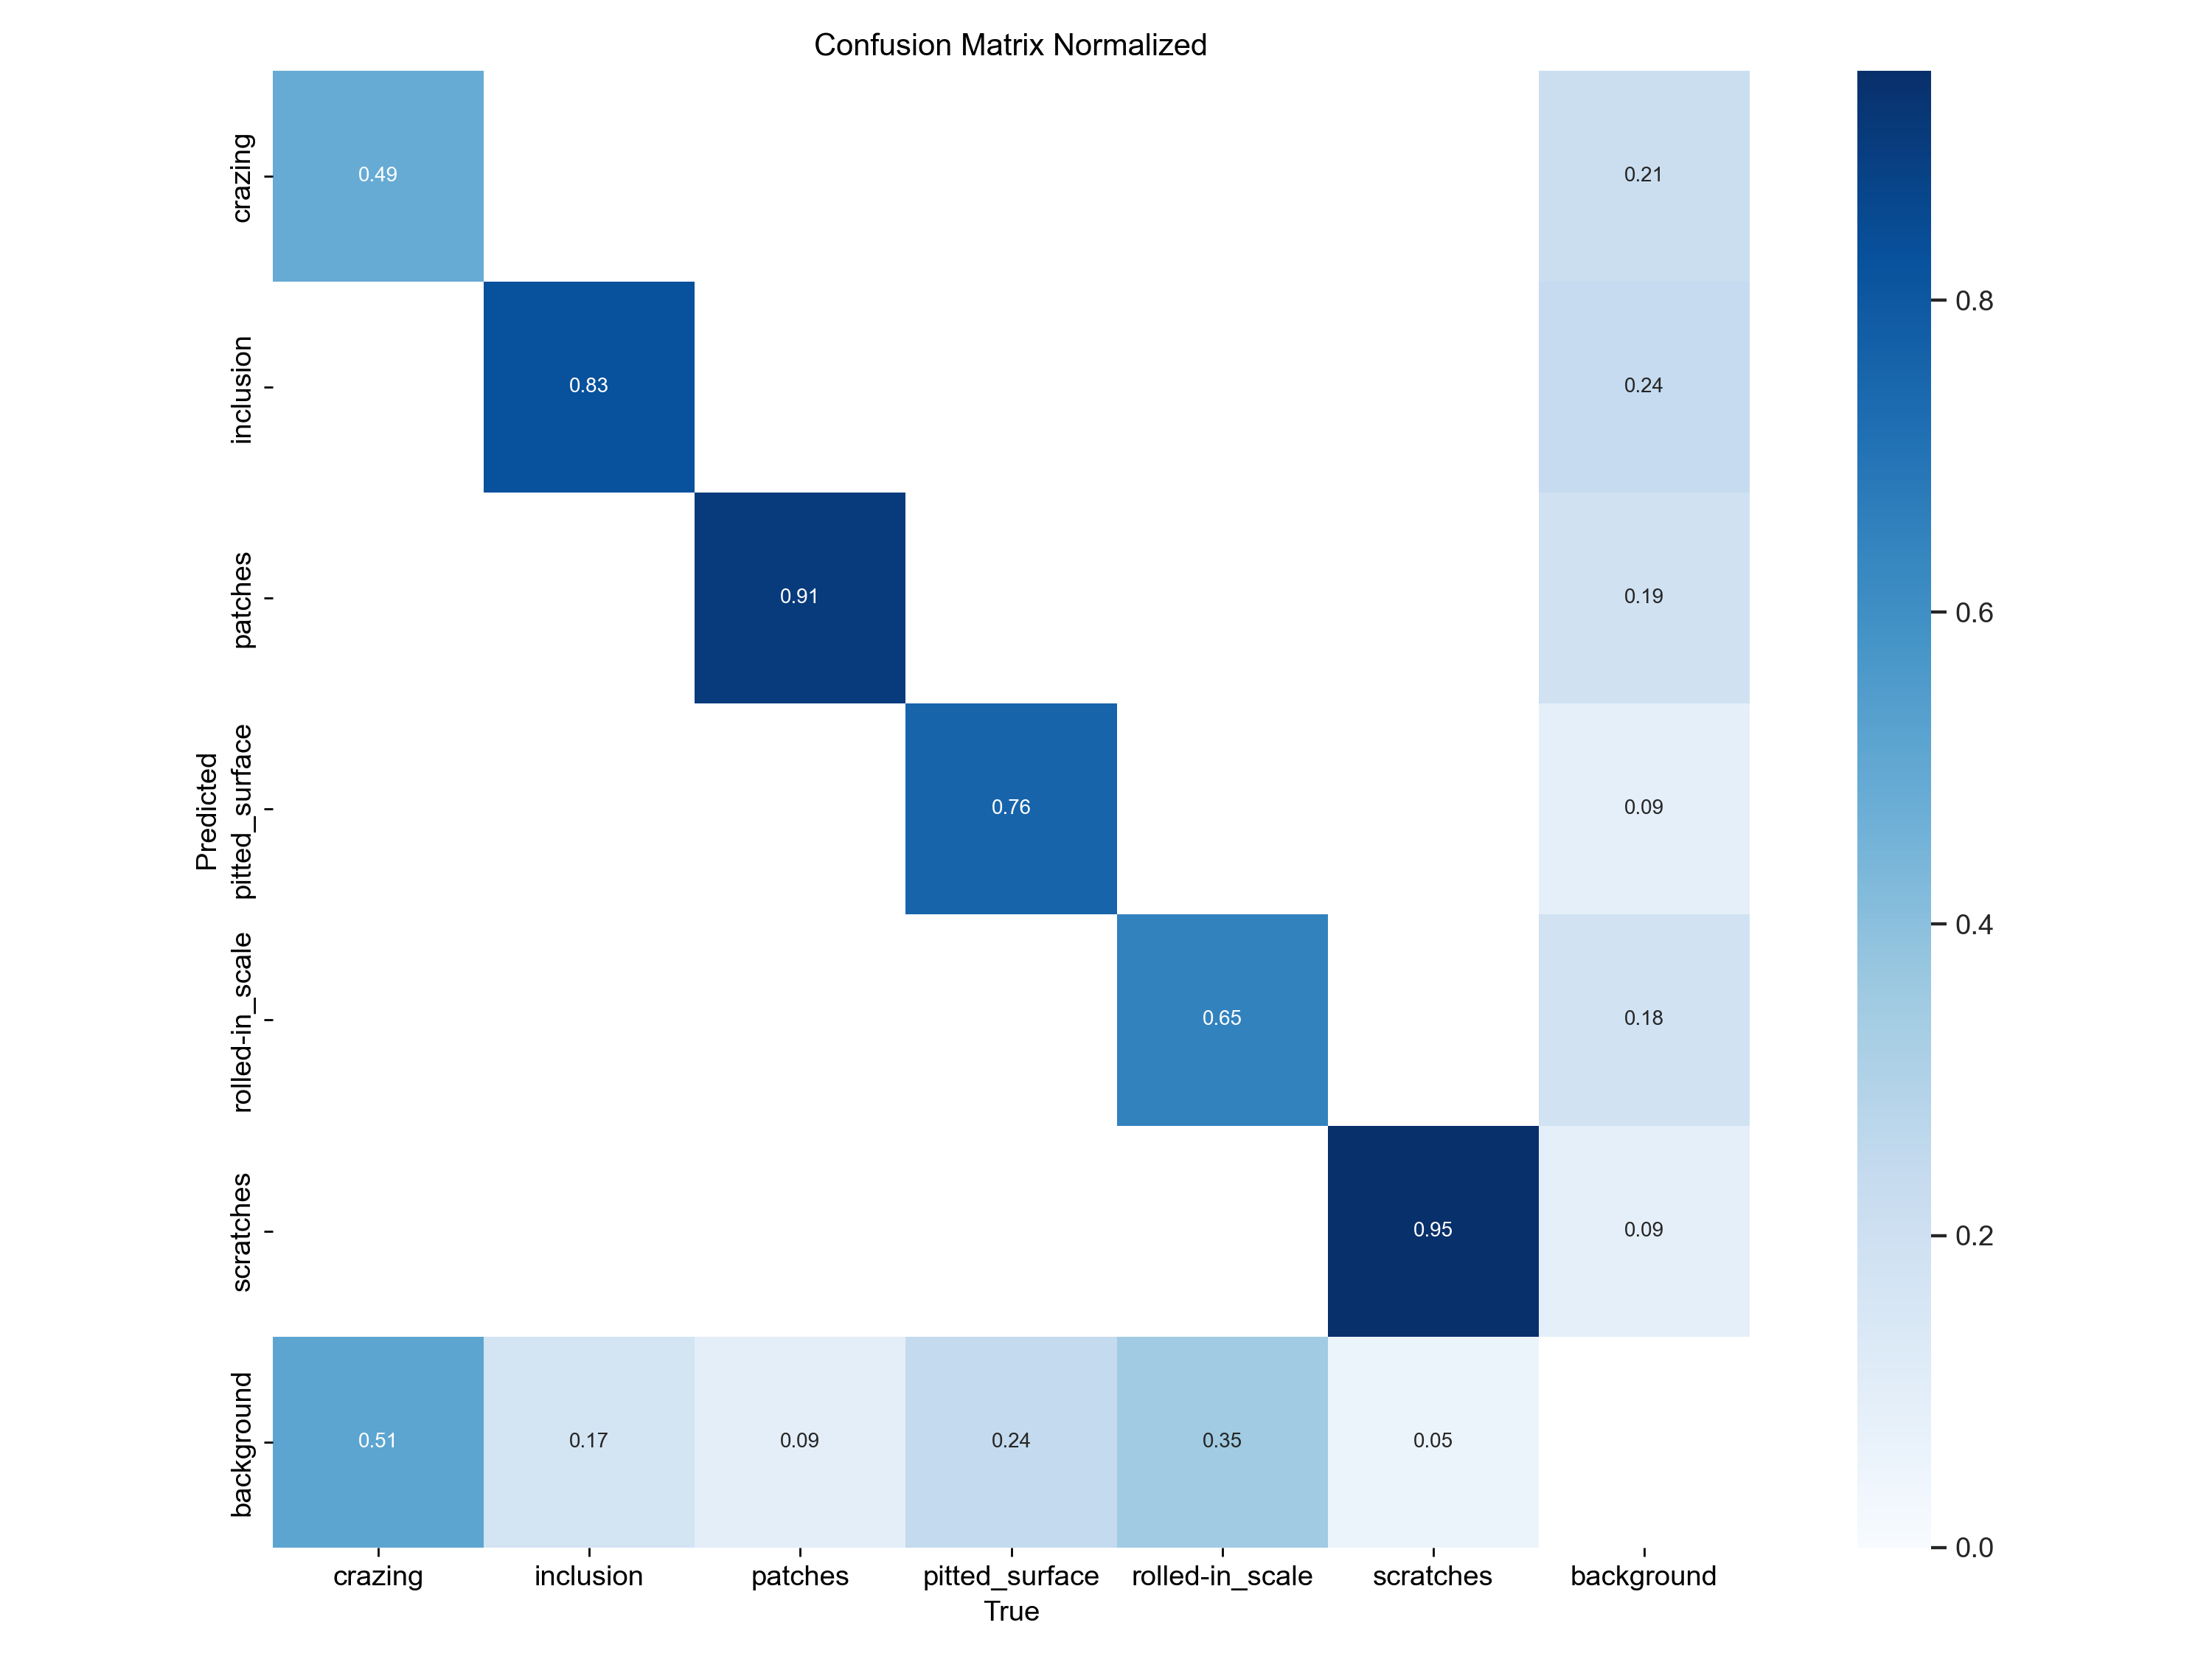 Confusion Matrix Normalized
crazing
0.49
0.21
inclusion
0.83
0.24
patches
0.91
0.19
pitted_surface
0.76
0.09
rolled-in_scale
0.65
0.18
scratches
0.95
0.09
background
0.51
0.17
0.09
0.24
0.35
0.05
Predicted
crazing
inclusion
patches
pitted_surface
rolled-in_scale
scratches
background
True
0.8
0.6
0.4
0.2
0.0